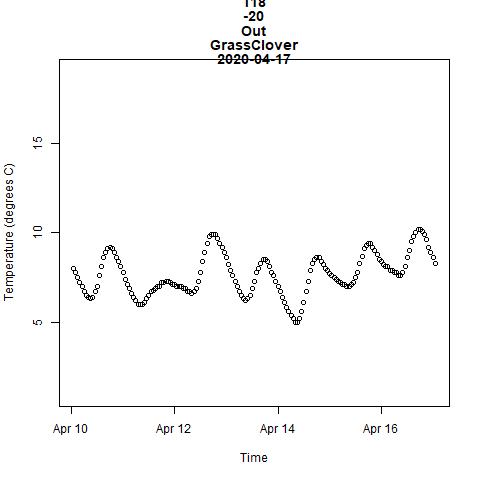 T18
-20
Out
GrassClover
2020-04-17
Temperature (degrees C)
15
10
5
Apr 10
Apr 12
Apr 14
Apr 16
Time